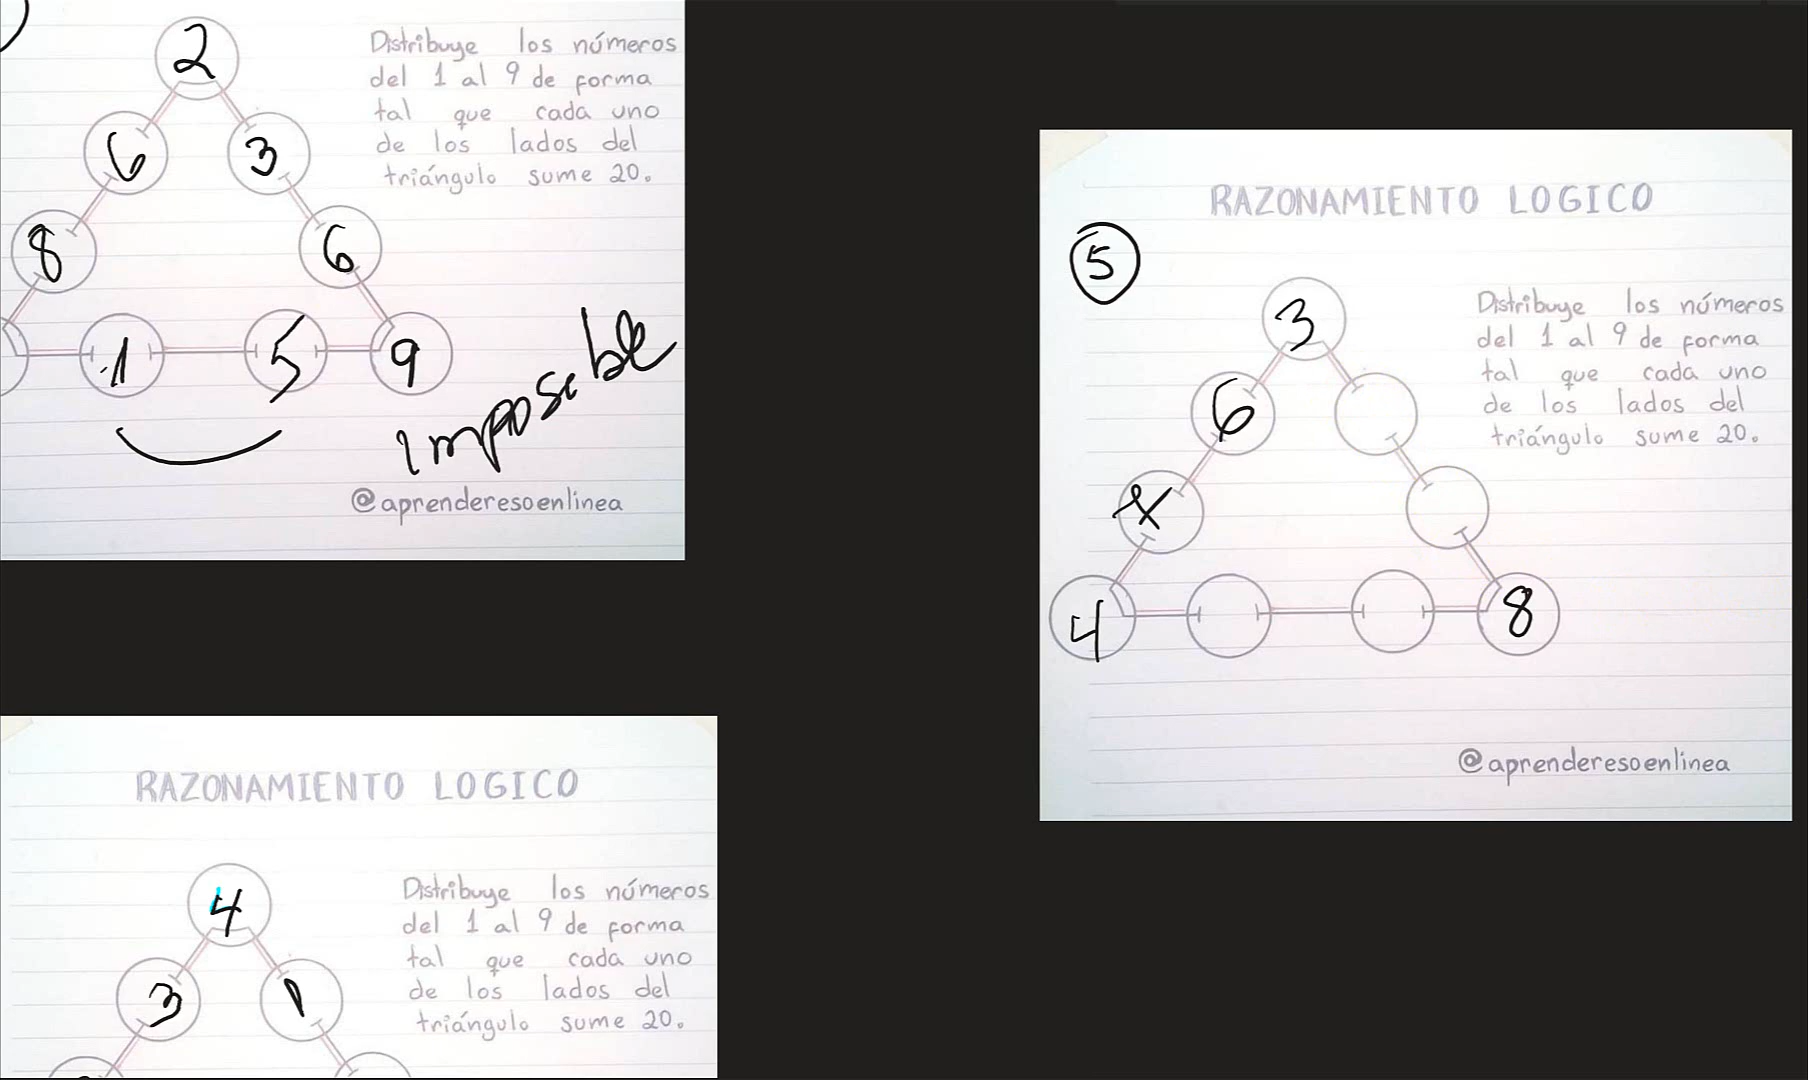 2
Distribuye los números
del 1 al 9 de forma
tal que cada uno
de los lados del
triángulo sume 20.
6 3
8 6
1 5 9
imposible
@aprenderesoenlinea
RAZONAMIENTO LOGICO
5
3
Distribuye los números
del 1 al 9 de forma
tal que cada uno
de los lados del
triángulo sume 20.
6
4 8
@aprenderesoenlinea
RAZONAMIENTO LOGICO
4
Distribuye los números
del 1 al 9 de forma
tal que cada uno
de los lados del
triángulo sume 20.
3 1